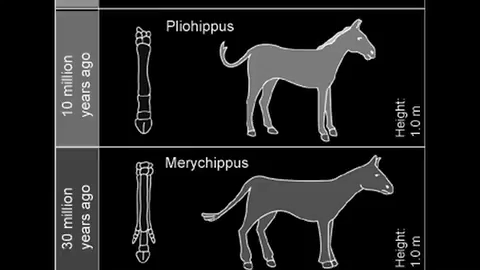 10 million
years ago
Pliohippus
Height:
1.0 m
30 million
years ago
Merychippus
Height:
1.0 m